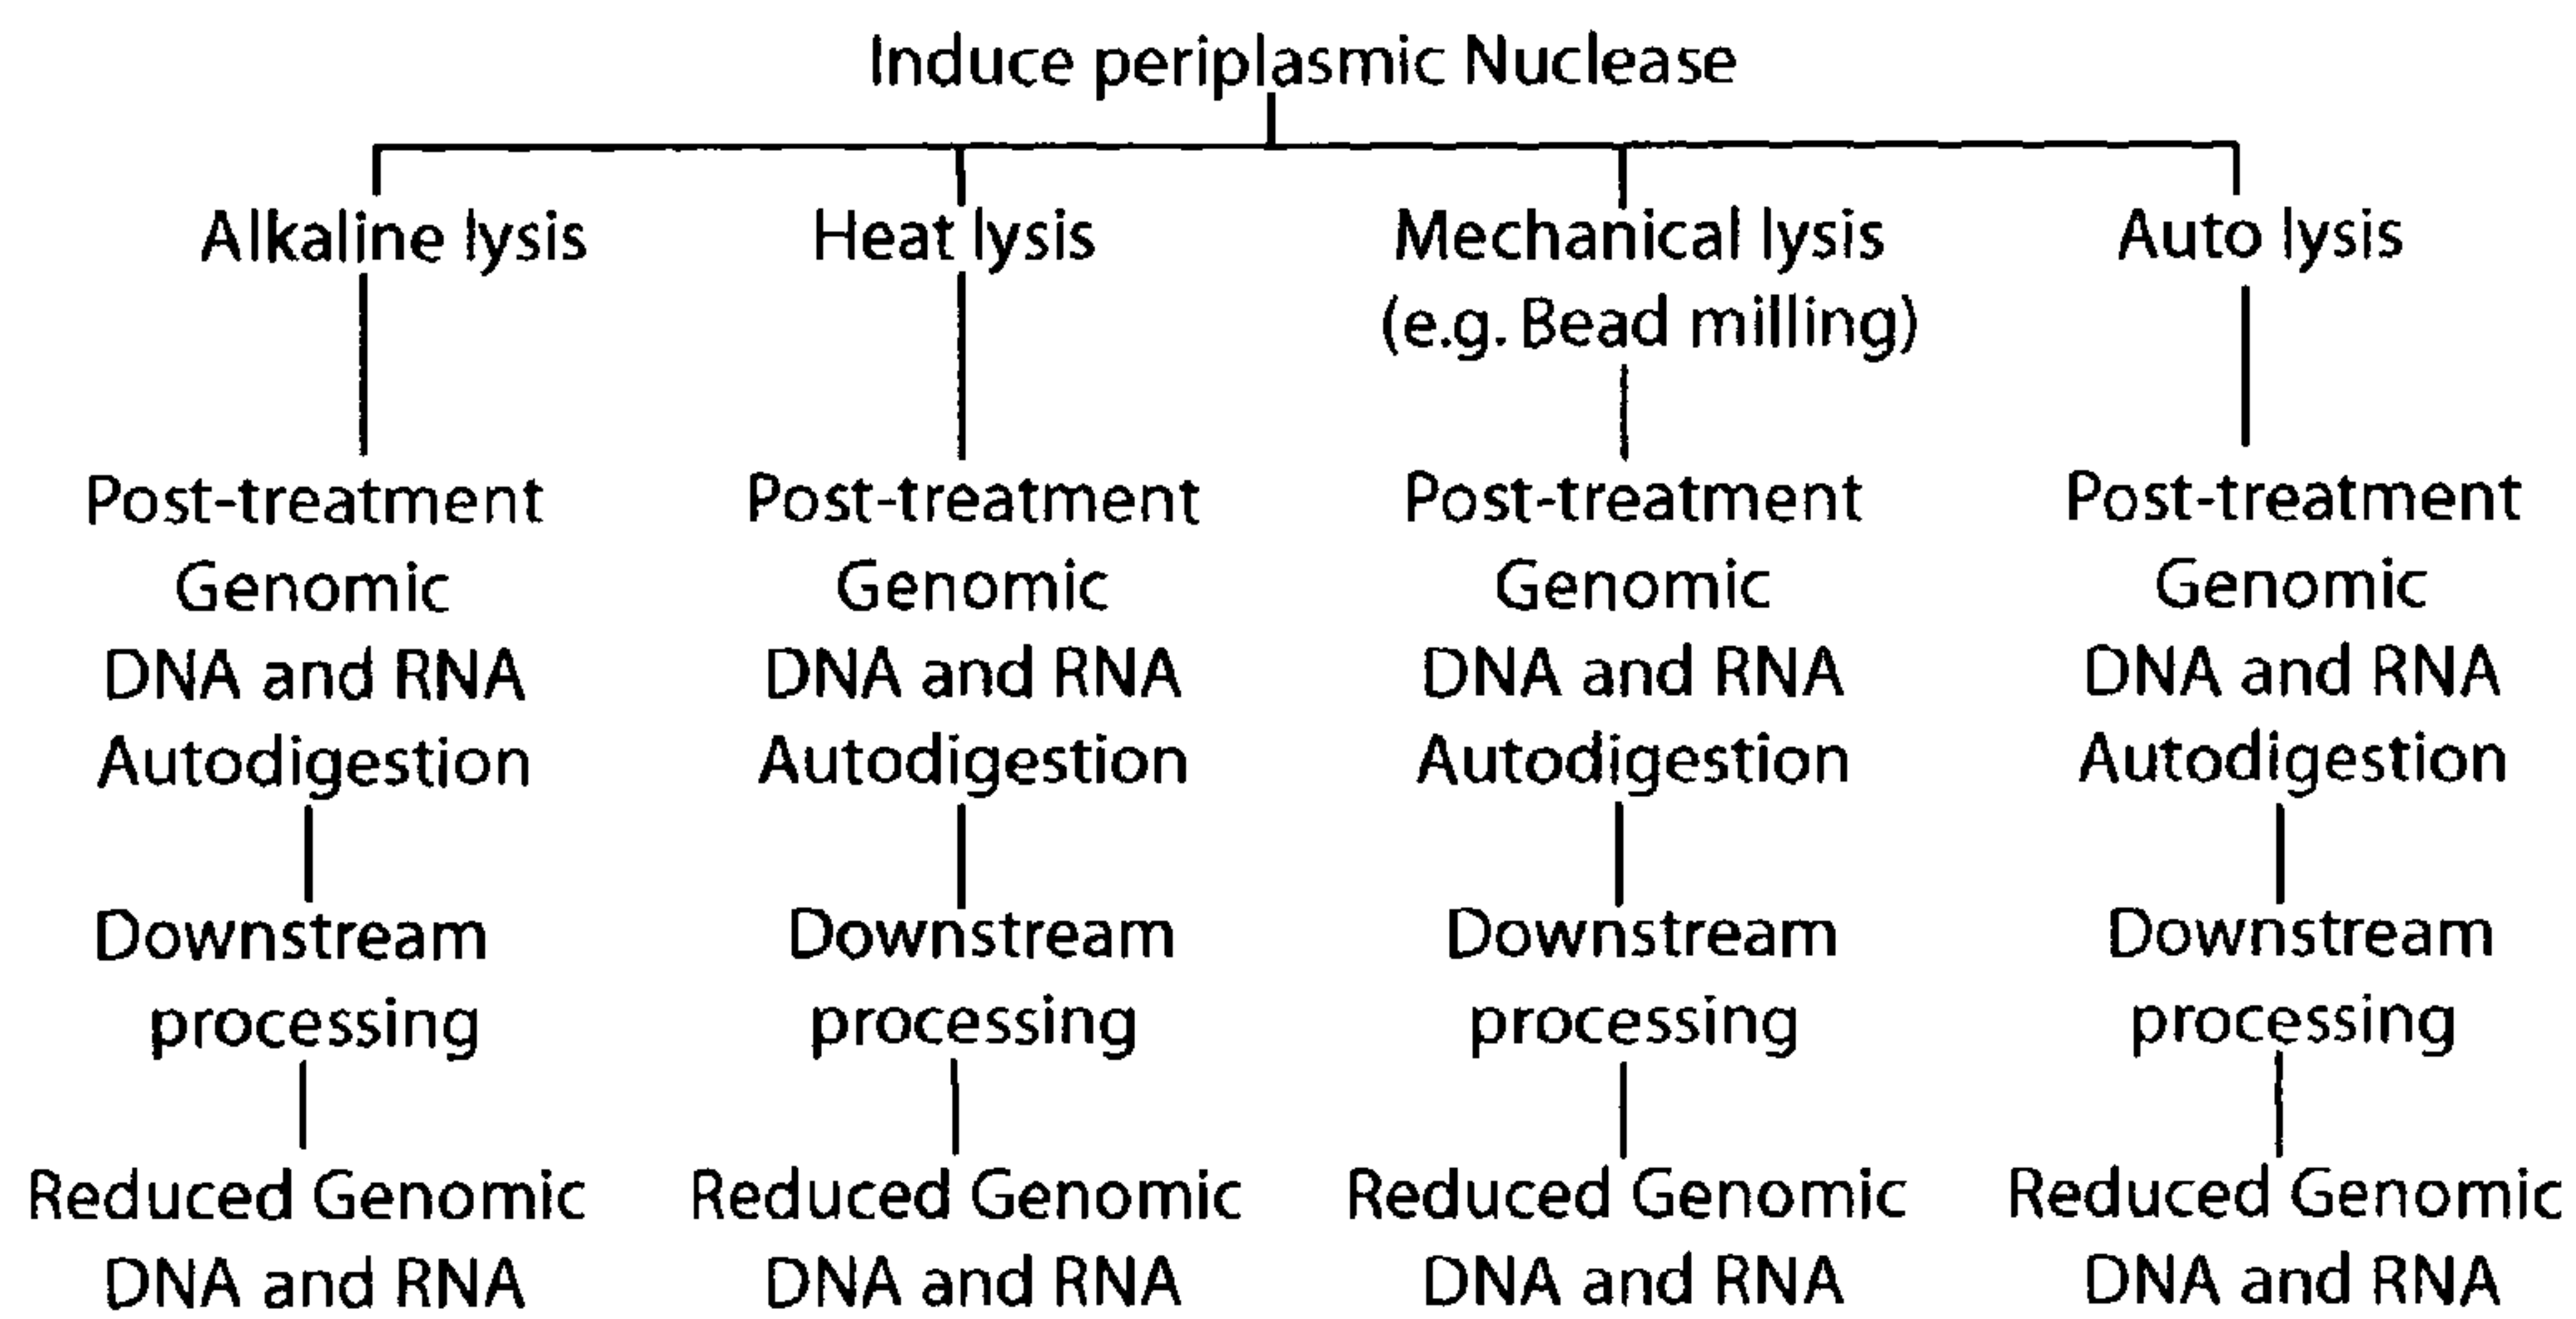 Induce periplasmic Nuclease
Alkaline lysis
Heat lysis
Mechanical lysis
(e.g. Bead milling)
Auto lysis
Post-treatment
Genomic
DNA and RNA
Autodigestion
Post-treatment
Genomic
DNA and RNA
Autodigestion
Post-treatment
Genomic
DNA and RNA
Autodigestion
Post-treatment
Genomic
DNA and RNA
Autodigestion
Downstream
processing
Downstream
processing
Downstream
processing
Downstream
processing
Reduced Genomic
DNA and RNA
Reduced Genomic
DNA and RNA
Reduced Genomic
DNA and RNA
Reduced Genomic
DNA and RNA